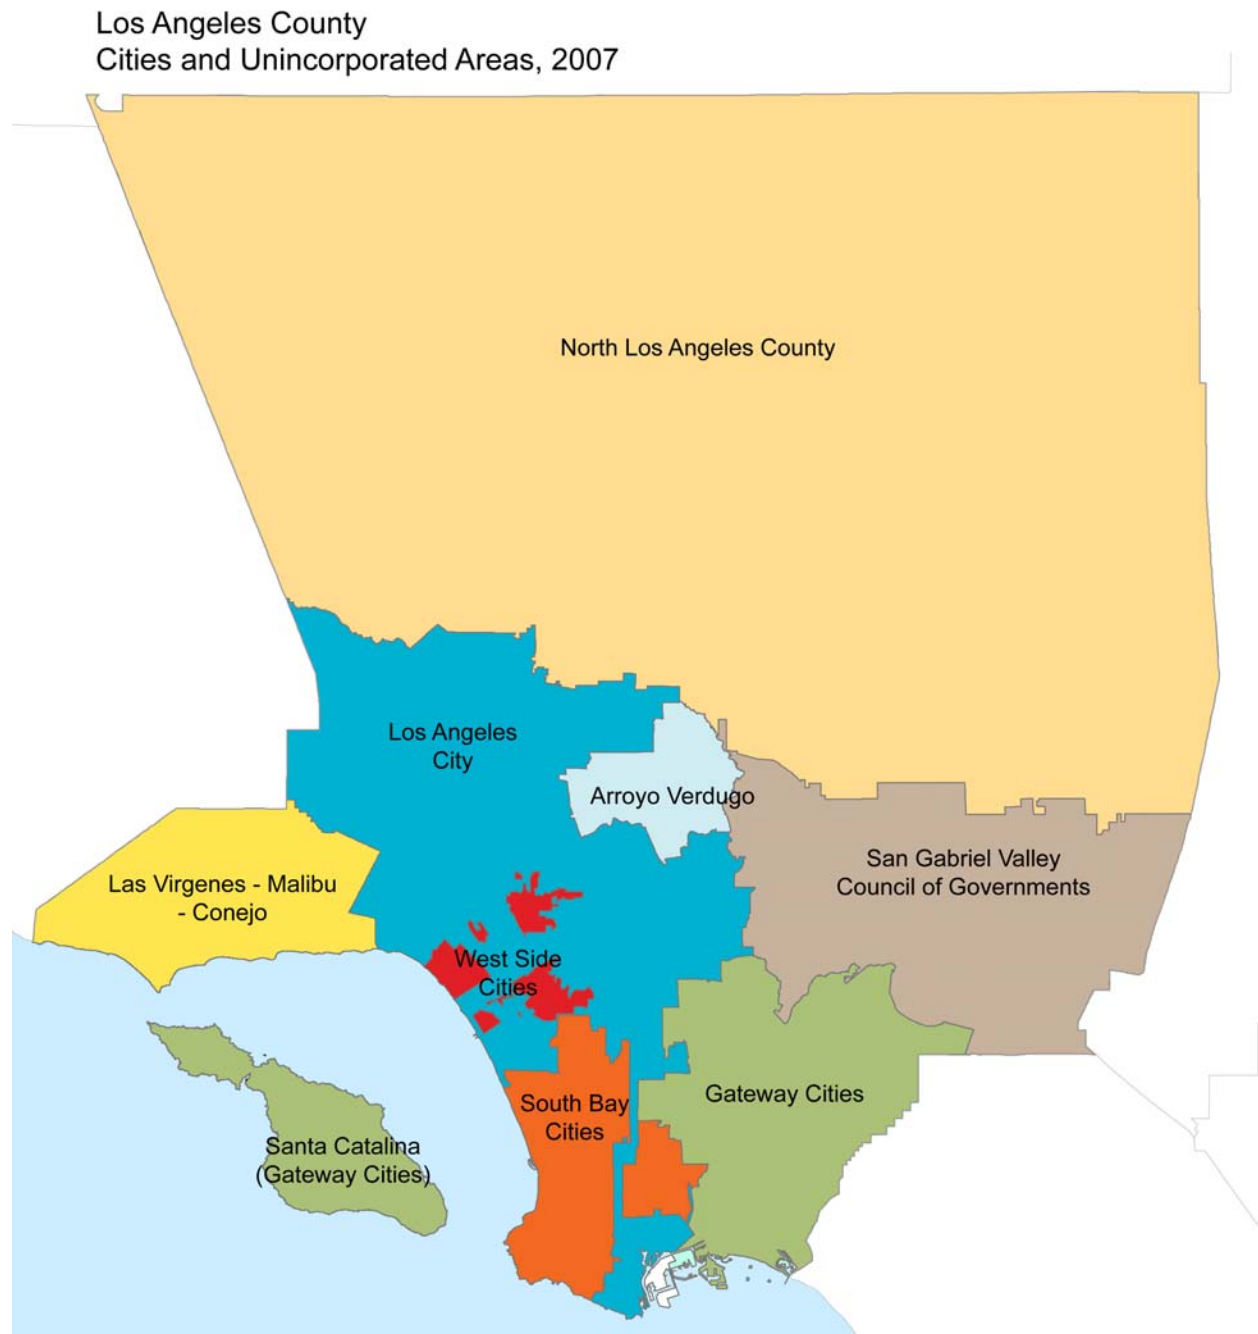 Los Angeles County
Cities and Unincorporated Areas, 2007
North Los Angeles County
Los Angeles
City
Arroyo Verdugo
San Gabriel Valley
Council of Governments
Las Virgenes - Malibu
- Conejo
West Side
Cities
Gateway Cities
South Bay
Cities
Santa Catalina
(Gateway Cities)